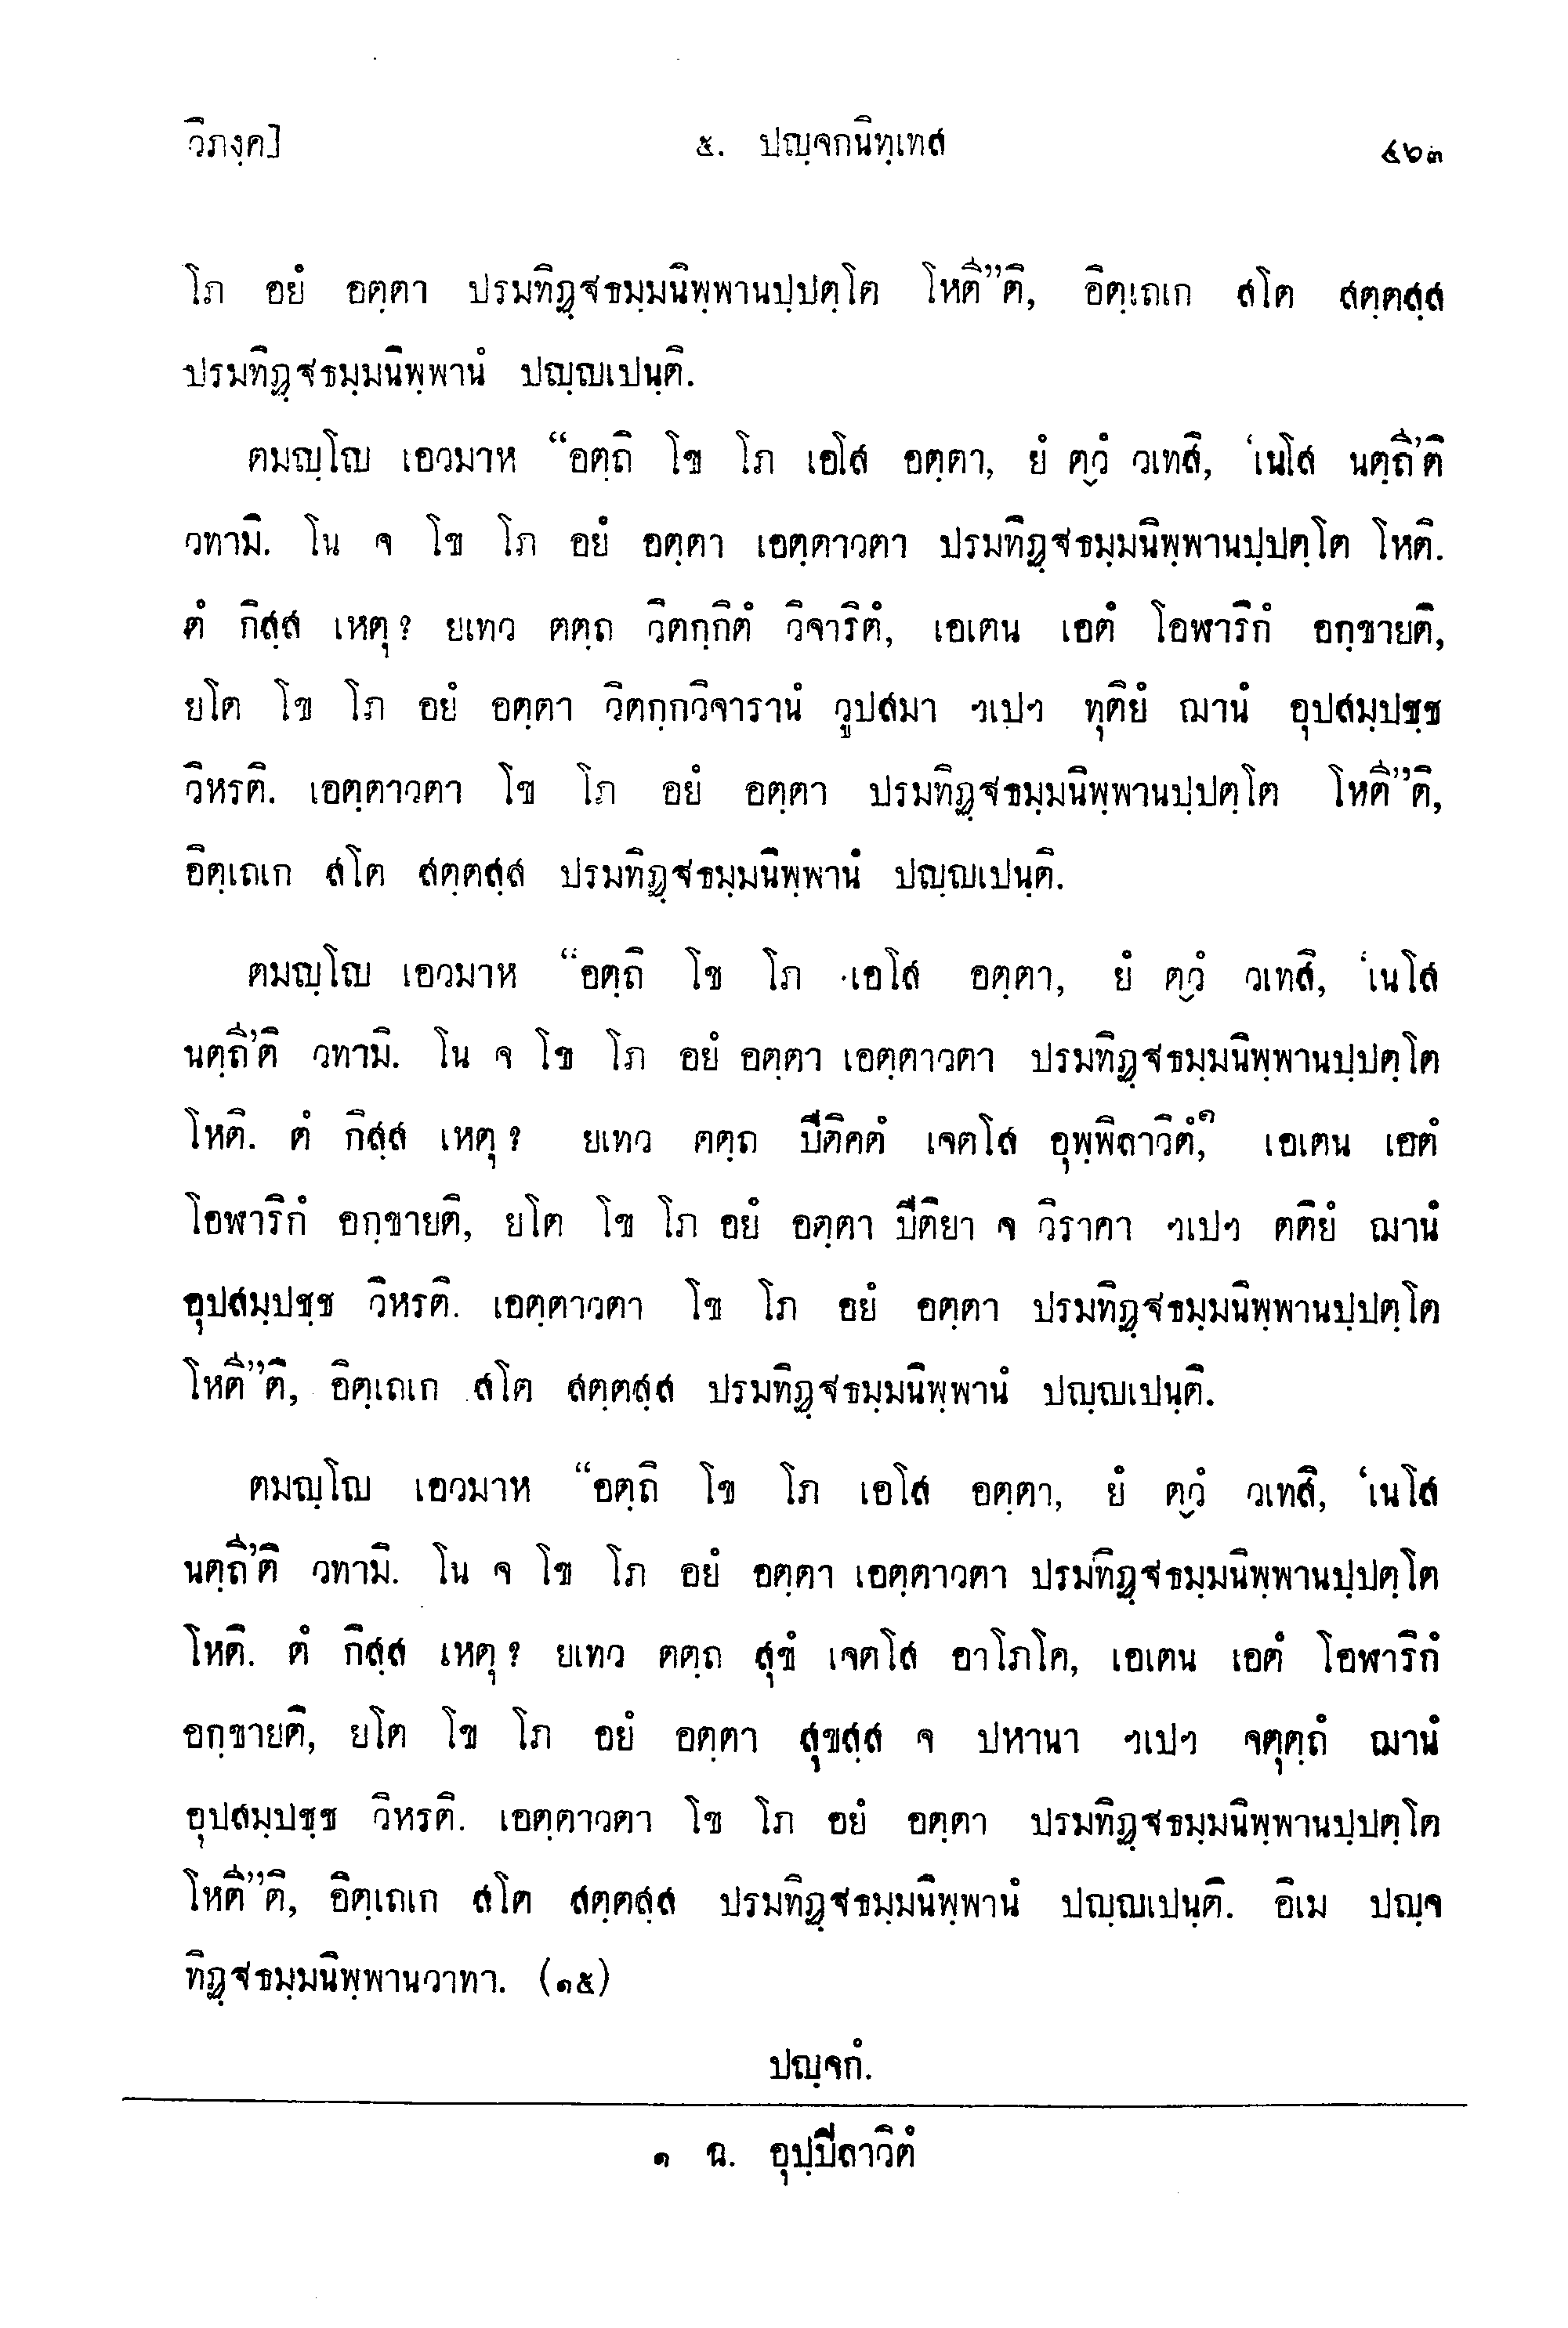 วิภงฺค]	๕. ปญฺจกนิทฺเทส	๔๖๓
โภ อยํ อตฺตา ปรมทิฏฺฐธมฺมนิพฺพานปฺปตฺโต โหตี”ติ, อิตฺเถเก สโต สตฺตสฺส
ปรมทิฏฺฐธมฺมนิพฺพานํ ปญฺญเปนฺติ.
ตมญฺโญ เอวมาห “อตฺถิ โข โภ เอโส อตฺตา, ยํ ตฺวํ วเทสิ, ‘เนโส นตฺถี’ติ
วทามิ. โน จ โข โภ อยํ อตฺตา เอตฺตาวตา ปรมทิฏฺฐธมฺมนิพฺพานปฺปตฺโต โหติ.
ตํ กิสฺส เหตุ? ยเทว ตตฺถ วิตกฺกิตํ วิจาริตํ, เอเตน เอตํ โอฬาริกํ อกฺขายติ,
ยโต โข โภ อยํ อตฺตา วิตกฺกวิจารานํ วูปสมา ฯเปฯ ทุติยํ ฌานํ อุปสมฺปชฺช
วิหรติ. เอตฺตาวตา โข โภ อยํ อตฺตา ปรมทิฏฺฐธมฺมนิพฺพานปฺปตฺโต โหตี”ติ,
อิตฺเถเก สโต สตฺตสฺส ปรมทิฏฺฐธมฺมนิพฺพานํ ปญฺญเปนฺติ.
ตมญฺโญ เอวมาห “อตฺถิ โข โภ เอโส อตฺตา, ยํ ตฺวํ วเทสิ, ‘เนโส
นตฺถี’ติ วทามิ. โน จ โข โภ อยํ อตฺตา เอตฺตาวตา ปรมทิฏฺฐธมฺมนิพฺพานปฺปตฺโต
โหติ. ตํ กิสฺส เหตุ? ยเทว ตตฺถ ปีติคตํ เจตโส อุพฺพิลาวิตํ,๑ เอเตน เอตํ
โอฬาริกํ อกฺขายติ, ยโต โข โภ อยํ อตฺตา ปีติยา จ วิราคา ฯเปฯ ตติยํ ฌานํ
อุปสมฺปชฺช วิหรติ. เอตฺตาวตา โข โภ อยํ อตฺตา ปรมทิฏฺฐธมฺมนิพฺพานปฺปตฺโต
โหตี”ติ, อิตฺเถเก สโต สตฺตสฺส ปรมทิฏฺฐธมฺมนิพฺพานํ ปญฺญเปนฺติ.
ตมญฺโญ เอวมาห “อตฺถิ โข โภ เอโส อตฺตา, ยํ ตฺวํ วเทสิ, ‘เนโส
นตฺถี’ติ วทามิ. โน จ โข โภ อยํ อตฺตา เอตฺตาวตา ปรมทิฏฺฐธมฺมนิพฺพานปฺปตฺโต
โหติ. ตํ กิสฺส เหตุ? ยเทว ตตฺถ สุขํ เจตโส อาโภโค, เอเตน เอตํ โอฬาริกํ
อกฺขายติ, ยโต โข โภ อยํ อตฺตา สุขสฺส จ ปหานา ฯเปฯ จตุตฺถํ ฌานํ
อุปสมฺปชฺช วิหรติ. เอตฺตาวตา โข โภ อยํ อตฺตา ปรมทิฏฺฐธมฺมนิพฺพานปฺปตฺโต
โหตี”ติ, อิตฺเถเก สโต สตฺตสฺส ปรมทิฏฺฐธมฺมนิพฺพานํ ปญฺญเปนฺติ. อิเม ปญฺจ
ทิฏฺฐธมฺมนิพฺพานวาทา. (๑๕)
ปญฺจกํ.
๑ ฉ. อุปฺปีลาวิตํ